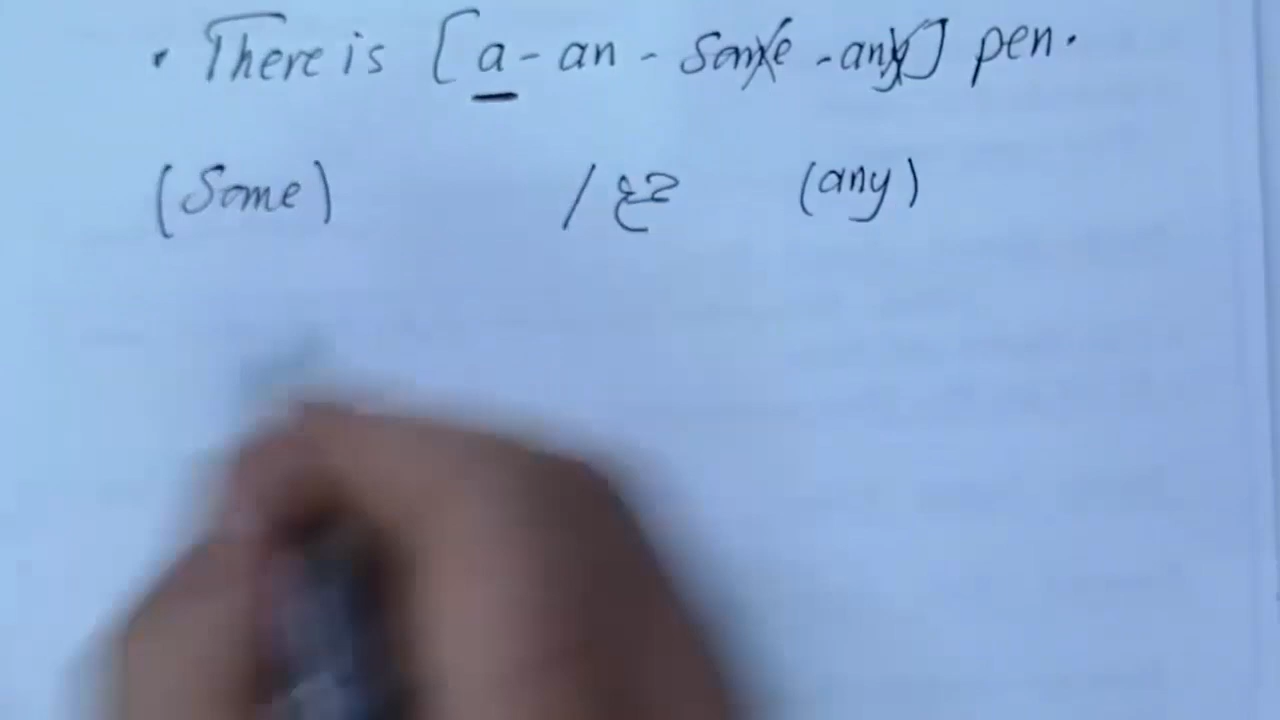 • There is [a - an - Some - any] pen.
(Some) / جمع (any)